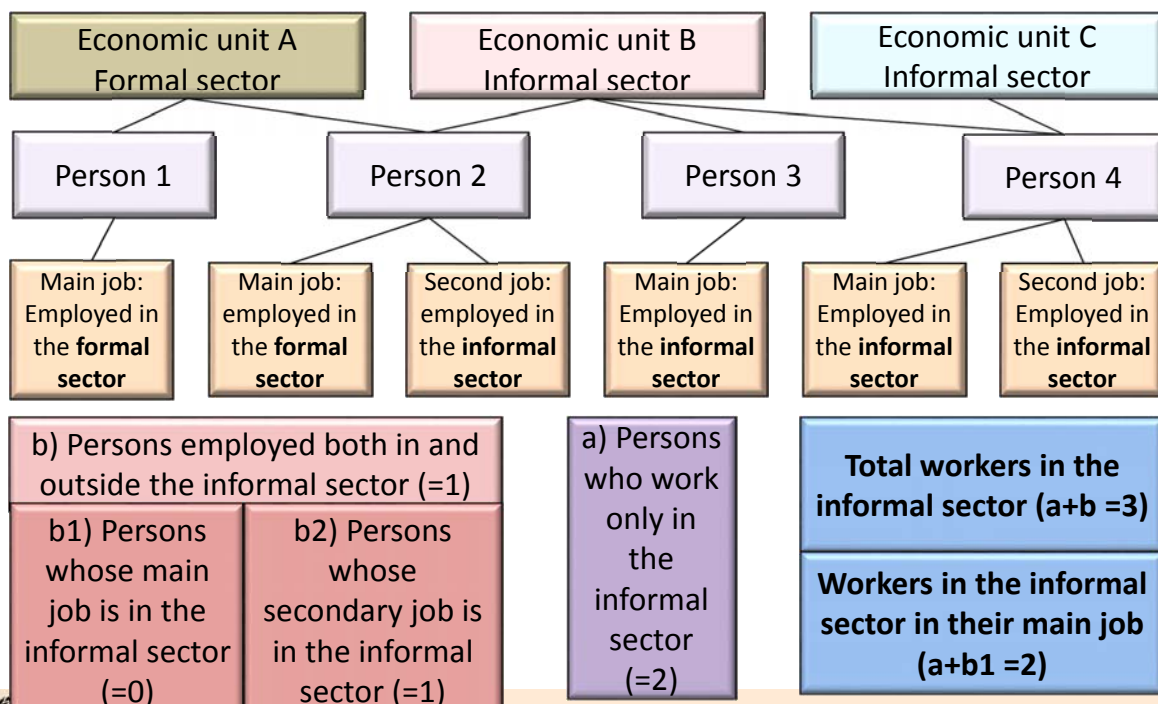 Economic unit A
Formal sector
Economic unit B
Informal sector
Economic unit C
Informal sector
Person 1
Person 2
Person 3
Person 4
Main job:
Employed in
the formal
sector
Main job:
employed in
the formal
sector
Second job:
employed in
the informal
sector
Main job:
Employed in
the informal
sector
Main job:
Employed in
the informal
sector
Second job:
Employed in
the informal
sector
b) Persons employed both in and
outside the informal sector (=1)
b1) Persons
whose main
job is in the
informal sector
(=0)
b2) Persons
whose
secondary job is
in the informal
sector (=1)
a) Persons
who work
only in
the
informal
sector
(=2)
Total workers in the
informal sector (a+b =3)
Workers in the informal
sector in their main job
(a+b1 =2)